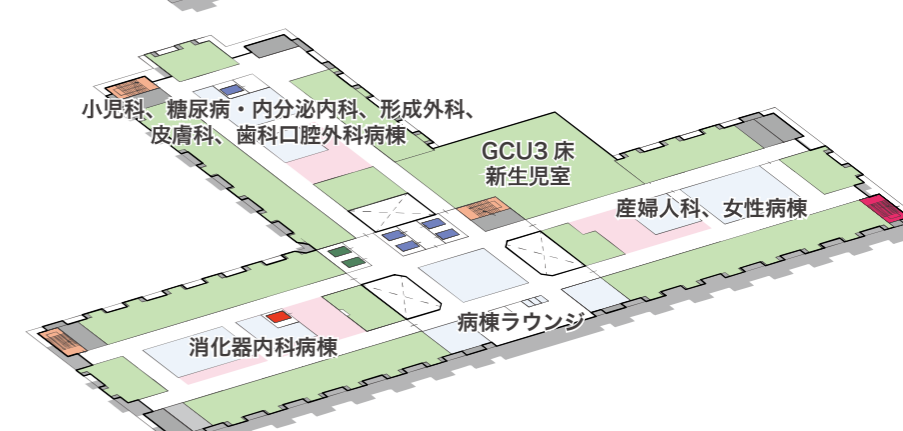 小児科、糖尿病・内分泌内科、形成外科、
皮膚科、歯科口腔外科病棟
GCU3 床
新生児室
産婦人科、女性病棟
病棟ラウンジ
消化器内科病棟